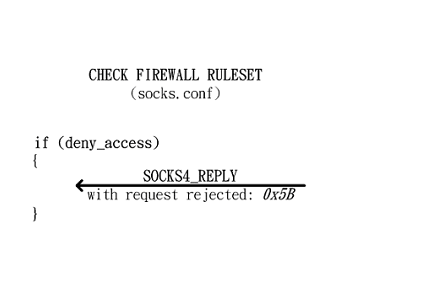 CHECK FIREWALL RULESET
(socks.conf)
if (deny_access)
{
SOCKS4_REPLY
with request rejected: 0x5B
}